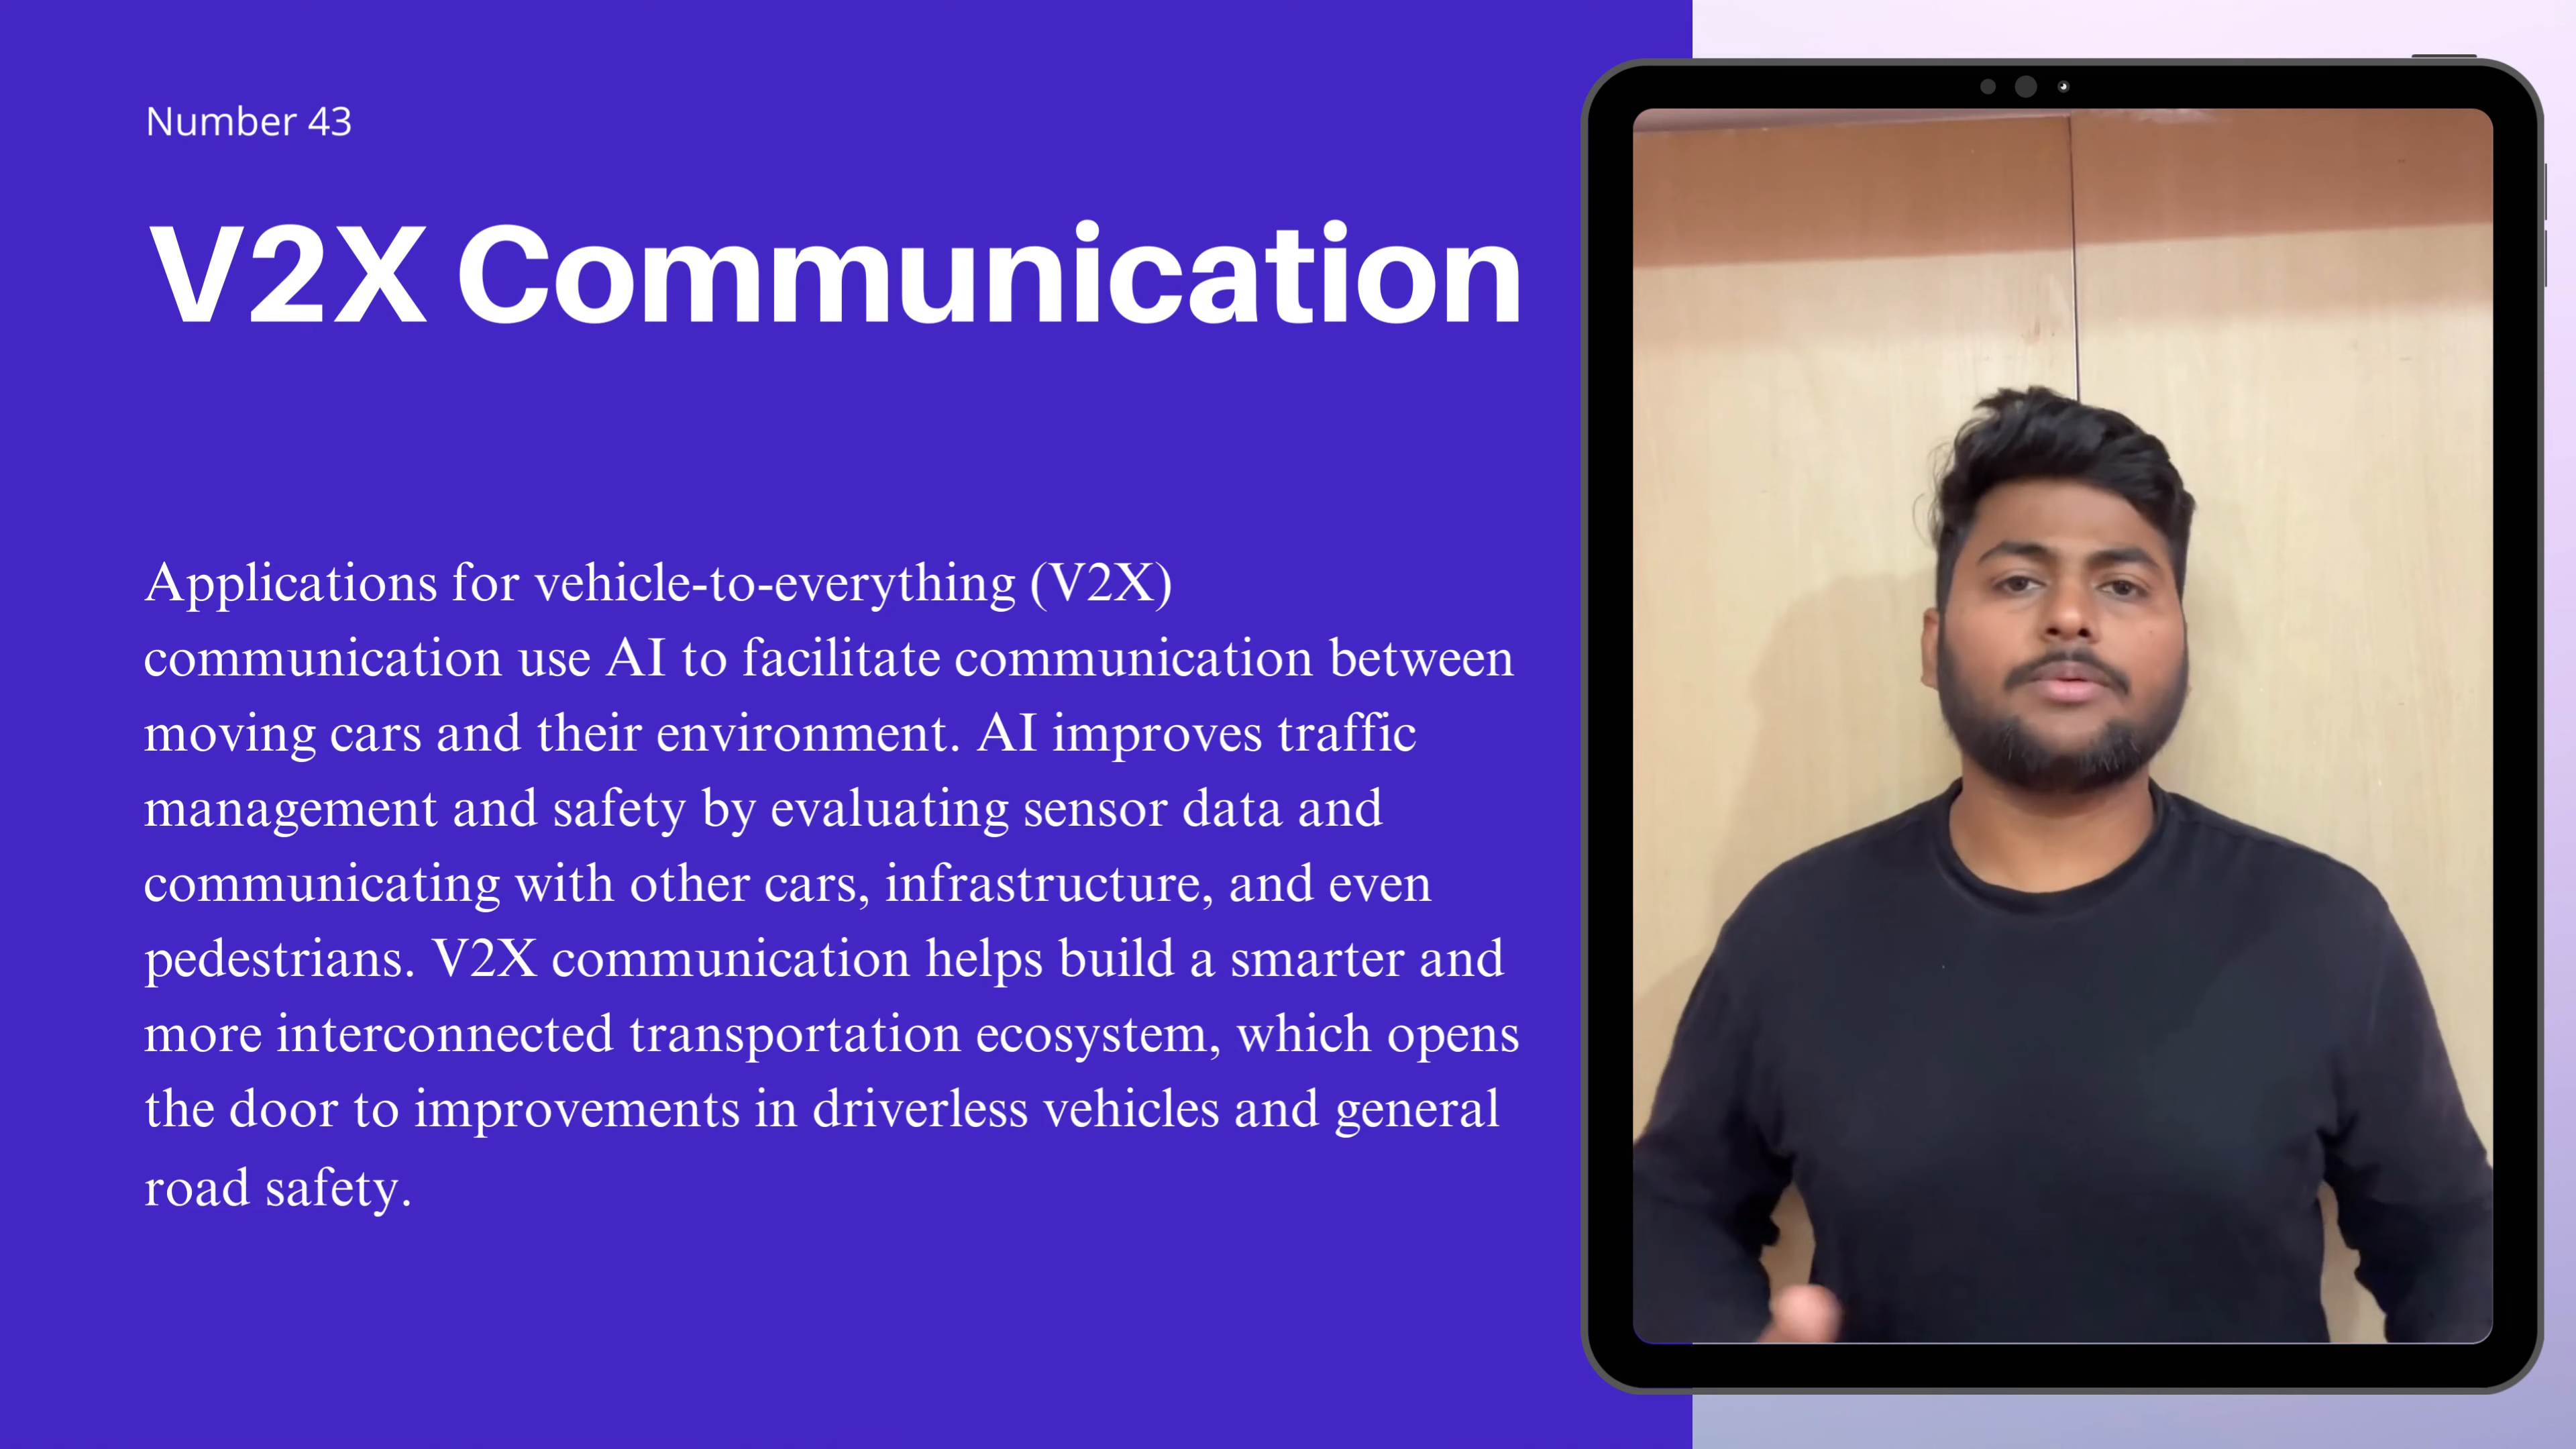 Number 43
V2X Communication
Applications for vehicle-to-everything (V2X)
communication use AI to facilitate communication between
moving cars and their environment. AI improves traffic
management and safety by evaluating sensor data and
communicating with other cars, infrastructure, and even
pedestrians. V2X communication helps build a smarter and
more interconnected transportation ecosystem, which opens
the door to improvements in driverless vehicles and general
road safety.